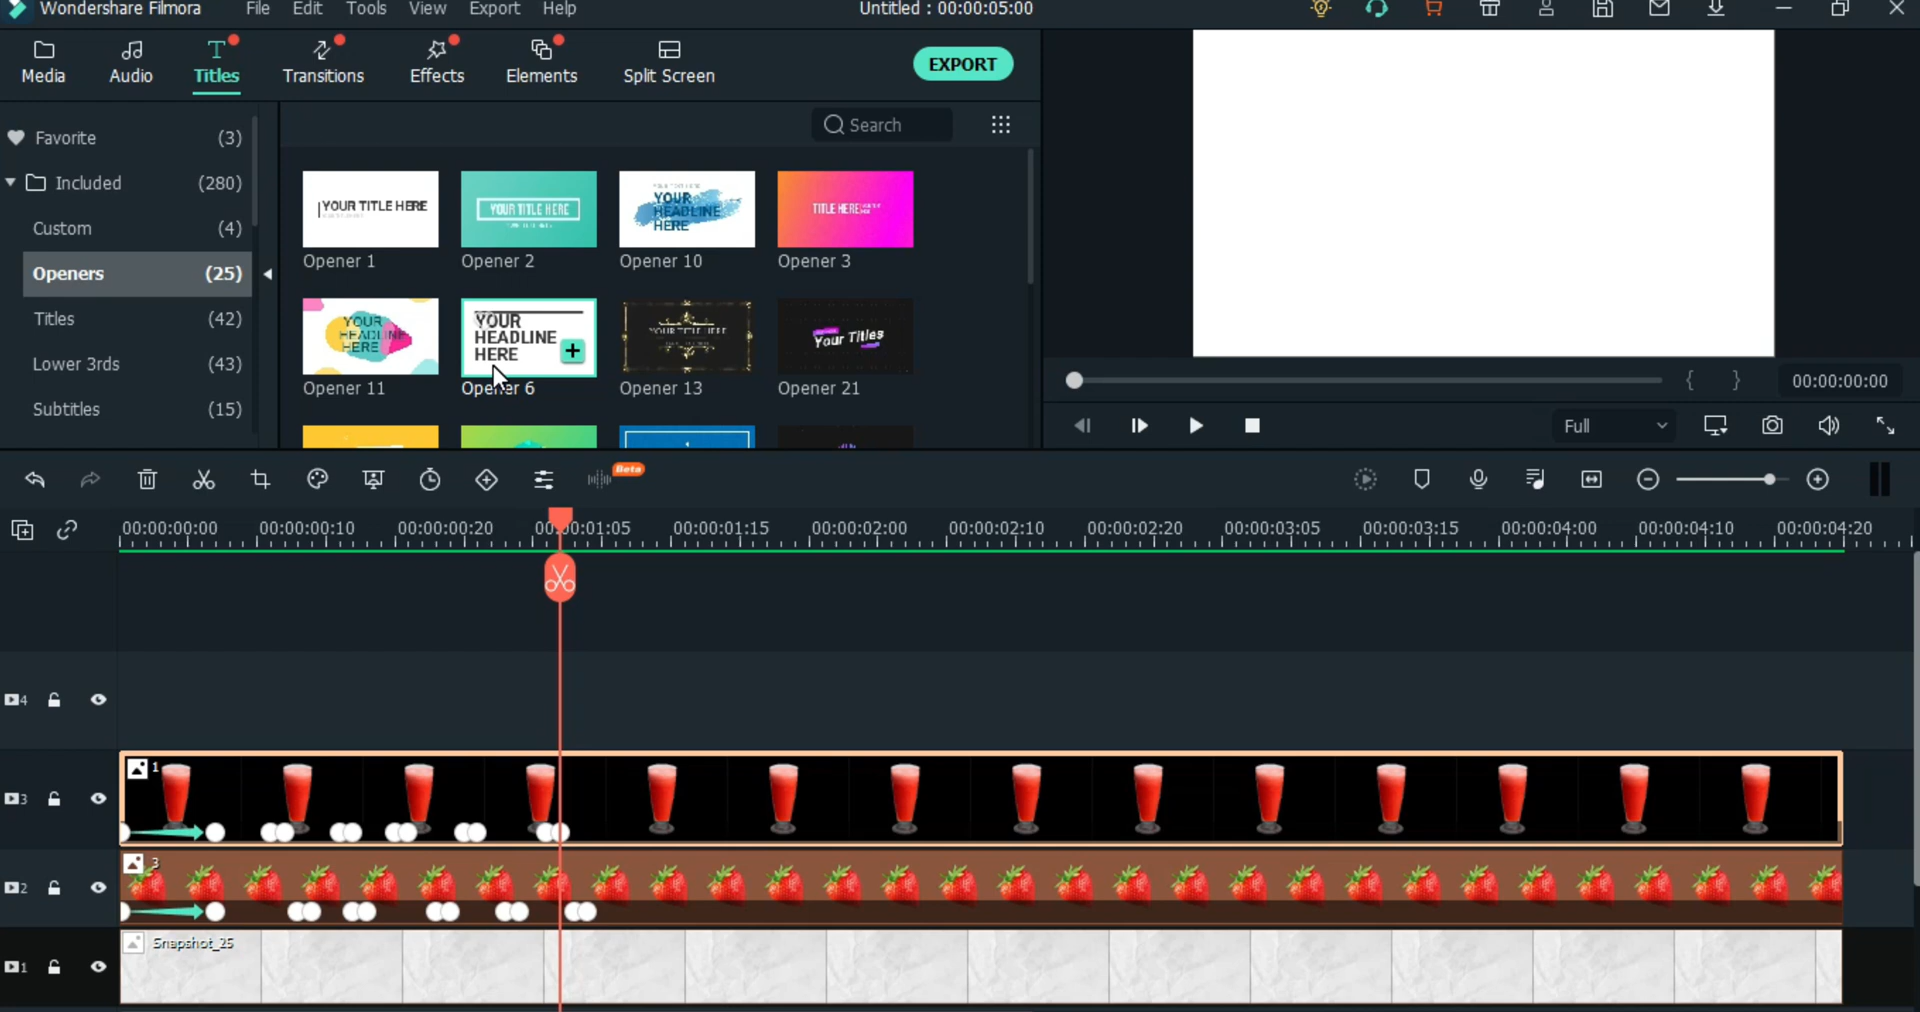 Wondershare Filmora File Edit Tools View Export Help Untitled : 00:00:05:00
Media Audio Titles Transitions Effects Elements Split Screen EXPORT
Favorite (3)
Search
Included (280)
Custom (4)
Openers (25)
Titles (42)
Lower 3rds (43)
Subtitles (15)
YOUR TITLE HERE
YOUR TITLE HERE
YOUR
HEADLINE
HERE
TITLE HERE
Opener 1 Opener 2 Opener 10 Opener 3
YOUR
HEADLINE
HERE
YOUR
HEADLINE
HERE
YOUR TITLE HERE
Your Titles
Opener 11 Opener 6 Opener 13 Opener 21
00:00:00:00
Full
Beta
00:00:00:00 00:00:00:10 00:00:00:20 00:00:01:05 00:00:01:15 00:00:02:00 00:00:02:10 00:00:02:20 00:00:03:05 00:00:03:15 00:00:04:00 00:00:04:10 00:00:04:20
4
3
1
2
3
1
Snapshot_25